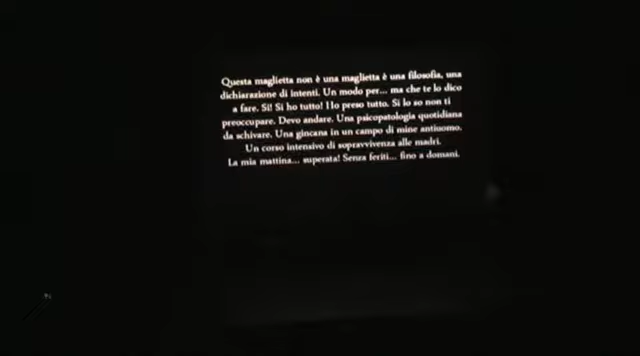 Questa maglietta non è una maglietta è una filosofia, una
dichiarazione di intenti. Un modo per... ma che te lo dico
a fare. Si! Si ho tutto! Ho preso tutto. Si lo so non ti
preoccupare. Devo andare. Una psicopatologia quotidiana
da schivare. Una gincana in un campo di mine antiuomo.
Un corso intensivo di sopravvivenza alle madri.
La mia mattina... superata! Senza feriti... fino a domani.